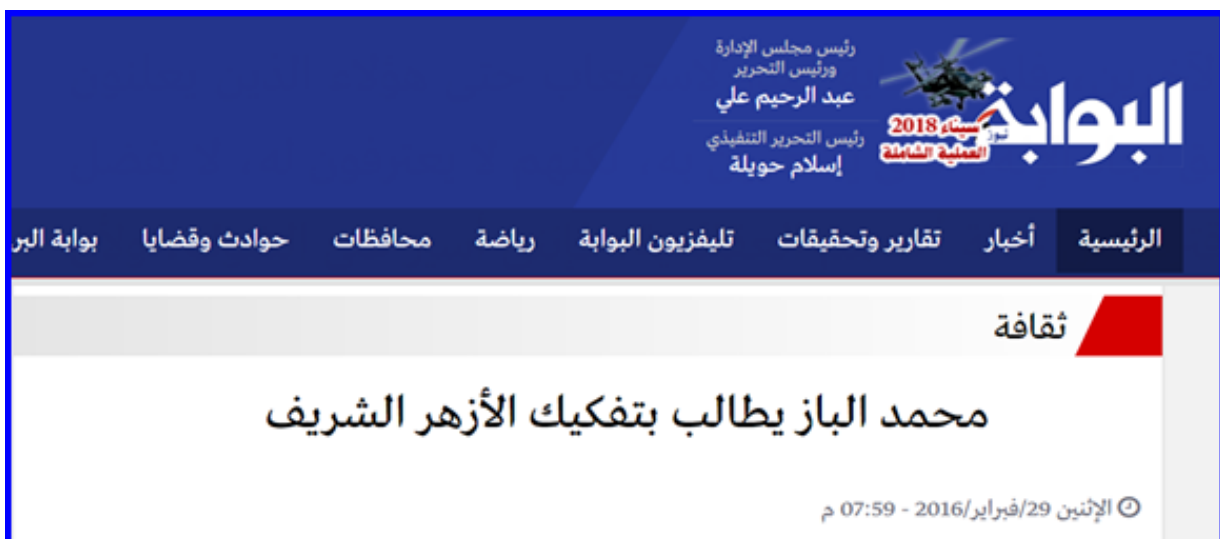 البوابة
نيوز
سيناء 2018
العملية الشاملة
رئيس مجلس الإدارة
ورئيس التحرير
عبد الرحيم علي
رئيس التحرير التنفيذي
إسلام حويلة
الرئيسية أخبار تقارير وتحقيقات تليفزيون البوابة رياضة محافظات حوادث وقضايا بوابة البر
ثقافة
محمد الباز يطالب بتفكيك الأزهر الشريف
الإثنين 29/فبراير/2016 - 07:59 م